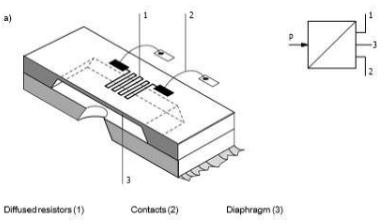 a)
1
2
3
P
1
3
2
Diffused resistors (1) Contacts (2) Diaphragm (3)